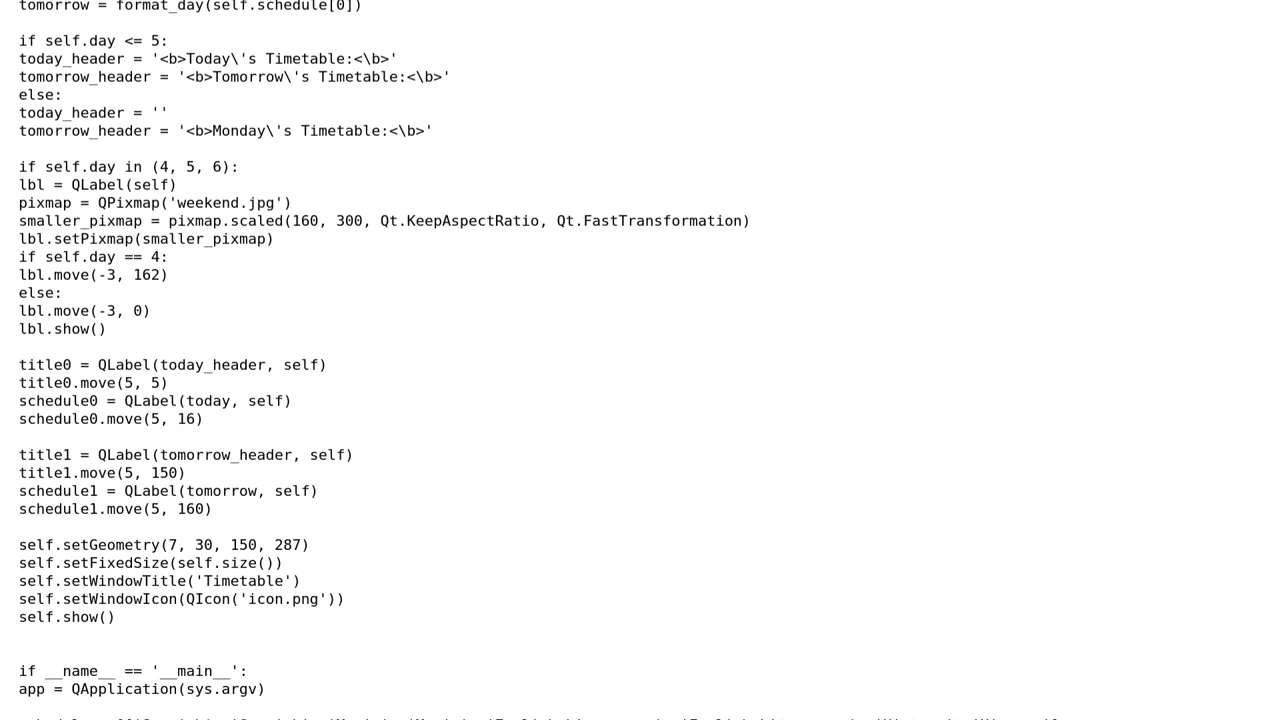 tomorrow = format_day(self.schedule[0])
if self.day <= 5:
today_header = '<b>Today\'s Timetable:<\b>'
tomorrow_header = '<b>Tomorrow\'s Timetable:<\b>'
else:
today_header = ''
tomorrow_header = '<b>Monday\'s Timetable:<\b>'
if self.day in (4, 5, 6):
lbl = QLabel(self)
pixmap = QPixmap('weekend.jpg')
smaller_pixmap = pixmap.scaled(160, 300, Qt.KeepAspectRatio, Qt.FastTransformation)
lbl.setPixmap(smaller_pixmap)
if self.day == 4:
lbl.move(-3, 162)
else:
lbl.move(-3, 0)
lbl.show()
title0 = QLabel(today_header, self)
title0.move(5, 5)
schedule0 = QLabel(today, self)
schedule0.move(5, 16)
title1 = QLabel(tomorrow_header, self)
title1.move(5, 150)
schedule1 = QLabel(tomorrow, self)
schedule1.move(5, 160)
self.setGeometry(7, 30, 150, 287)
self.setFixedSize(self.size())
self.setWindowTitle('Timetable')
self.setWindowIcon(QIcon('icon.png'))
self.show()
if __name__ == '__main__':
app = QApplication(sys.argv)